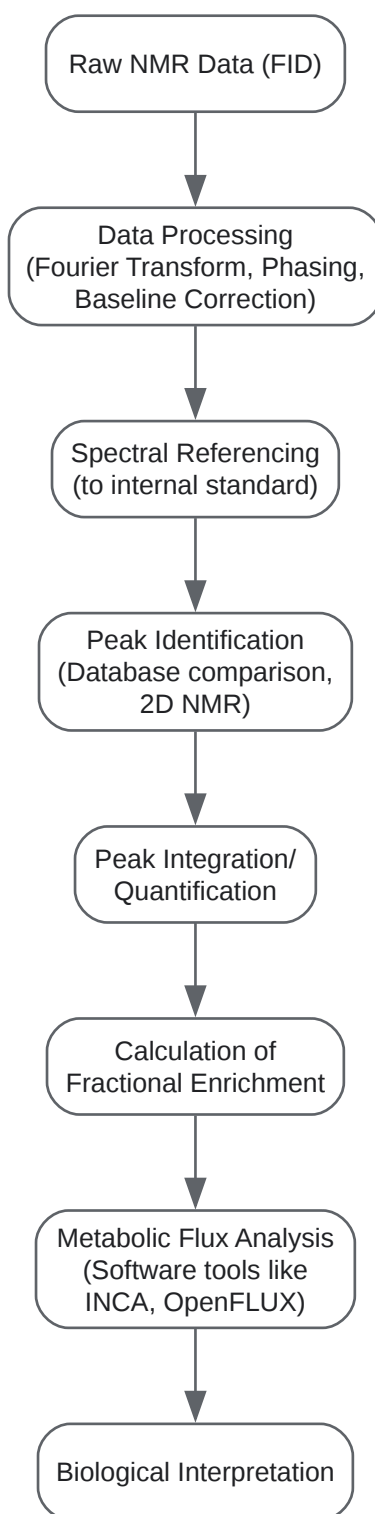 Raw NMR Data (FID)
Data Processing
(Fourier Transform, Phasing,
Baseline Correction)
Spectral Referencing
(to internal standard)
Peak Identification
(Database comparison,
2D NMR)
Peak Integration/
Quantification
Calculation of
Fractional Enrichment
Metabolic Flux Analysis
(Software tools like
INCA, OpenFLUX)
Biological Interpretation